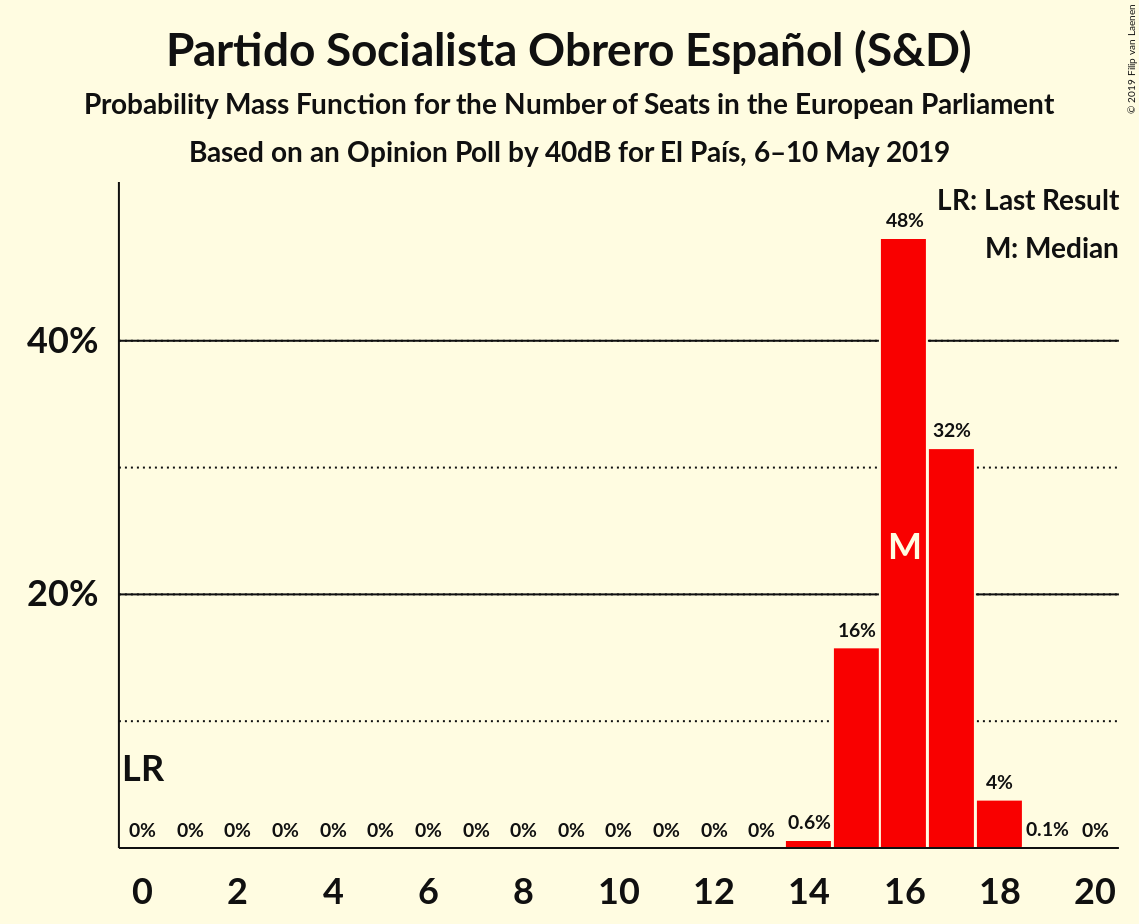 Partido Socialista Obrero Español (S&D)
Probability Mass Function for the Number of Seats in the European Parliament
Based on an Opinion Poll by 40dB for El País, 6–10 May 2019
© 2019 Filip van Laenen
LR: Last Result
M: Median
40%
20%
48%
32%
16%
4%
M
LR
0% 0% 0% 0% 0% 0% 0% 0% 0% 0% 0% 0% 0% 0% 0.6% 0.1% 0%
0 2 4 6 8 10 12 14 16 18 20